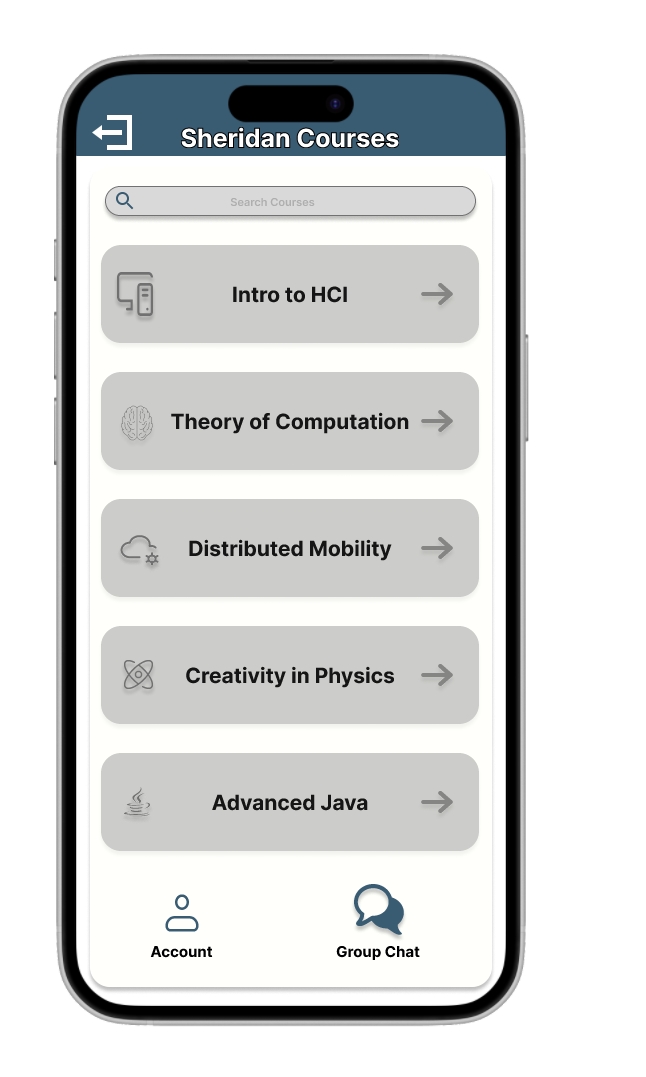 Sheridan Courses
Search Courses
Intro to HCI
Theory of Computation
Distributed Mobility
Creativity in Physics
Advanced Java
Account
Group Chat